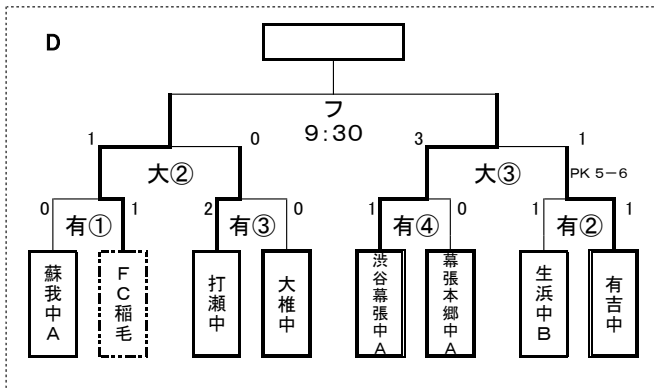 D
フ
9:30
1
0
3
1
大②
大③
PK 5-6
0
1
2
0
1
0
1
1
有①
有③
有④
有②
蘇我中A
FC稲毛
打瀬中
大椎中
渋谷幕張中A
幕張本郷中A
生浜中B
有吉中